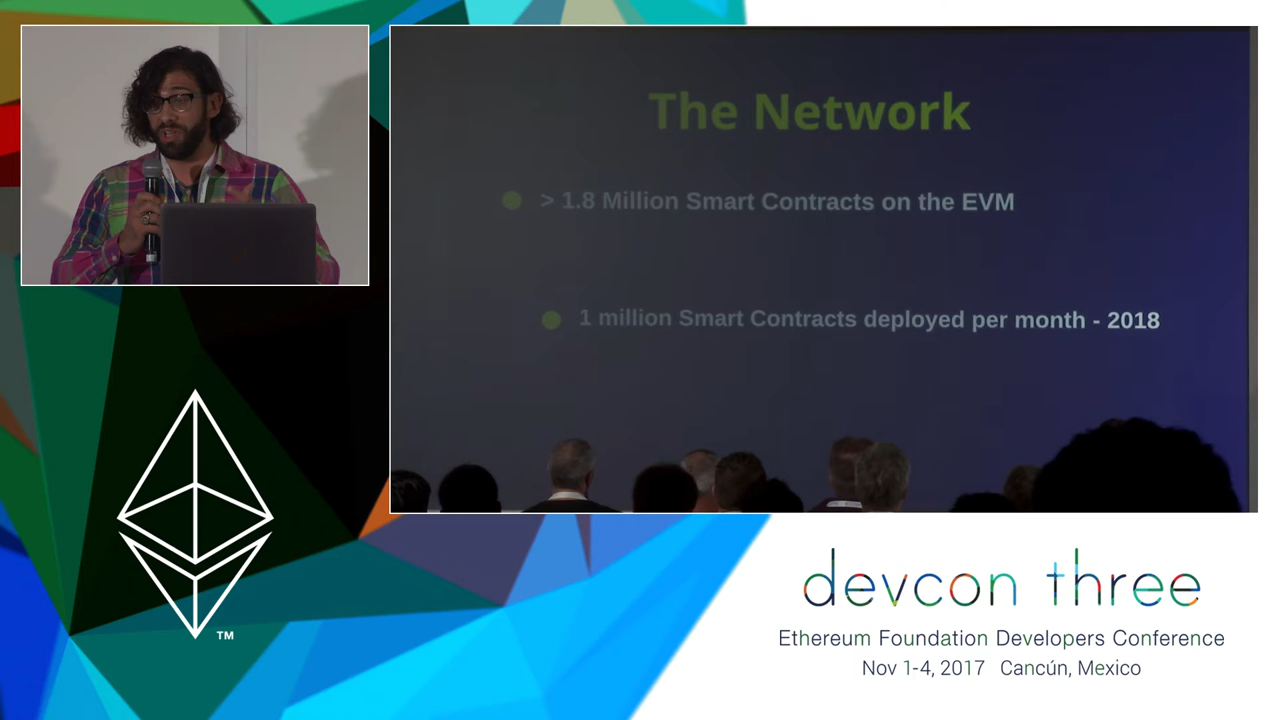 The Network
> 1.8 Million Smart Contracts on the EVM
1 million Smart Contracts deployed per month - 2018
TM
devcon three
Ethereum Foundation Developers Conference
Nov 1-4, 2017 Cancún, Mexico